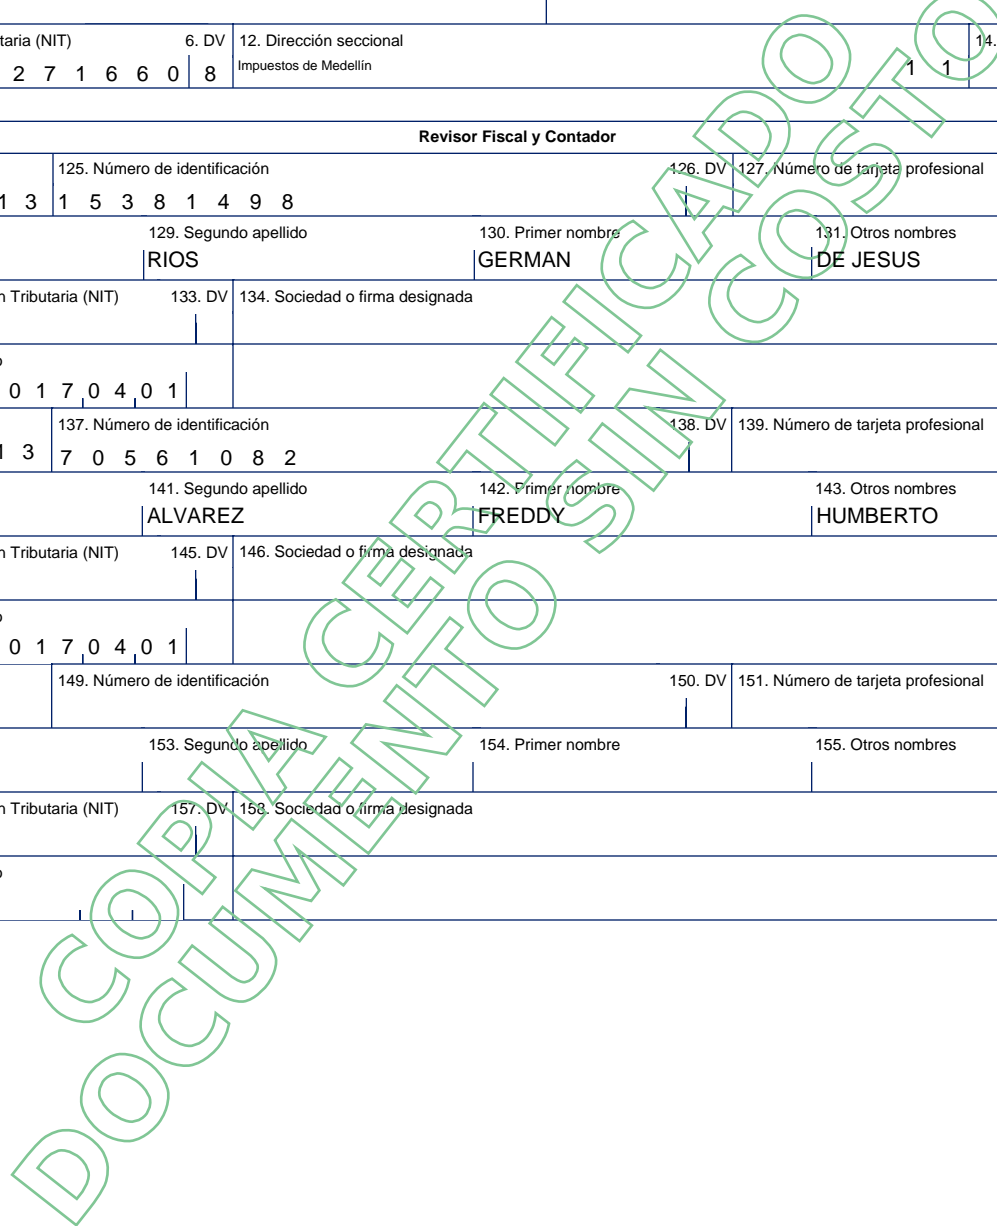 taria (NIT) 6. DV 12. Dirección seccional 14.
2 7 1 6 6 0 8 Impuestos de Medellín 1 1
Revisor Fiscal y Contador
125. Número de identificación 126. DV 127. Número de tarjeta profesional
1 3 1 5 3 8 1 4 9 8
129. Segundo apellido 130. Primer nombre 131. Otros nombres
RIOS GERMAN DE JESUS
n Tributaria (NIT) 133. DV 134. Sociedad o firma designada
o
0 1 7 0 4 0 1
137. Número de identificación 138. DV 139. Número de tarjeta profesional
1 3 7 0 5 6 1 0 8 2
141. Segundo apellido 142. Primer nombre 143. Otros nombres
ALVAREZ FREDDY HUMBERTO
n Tributaria (NIT) 145. DV 146. Sociedad o firma designada
o
0 1 7 0 4 0 1
149. Número de identificación 150. DV 151. Número de tarjeta profesional
153. Segundo apellido 154. Primer nombre 155. Otros nombres
n Tributaria (NIT) 157. DV 158. Sociedad o firma designada
o
COPIA CERTIFICADO
DOCUMENTO SIN COSTO